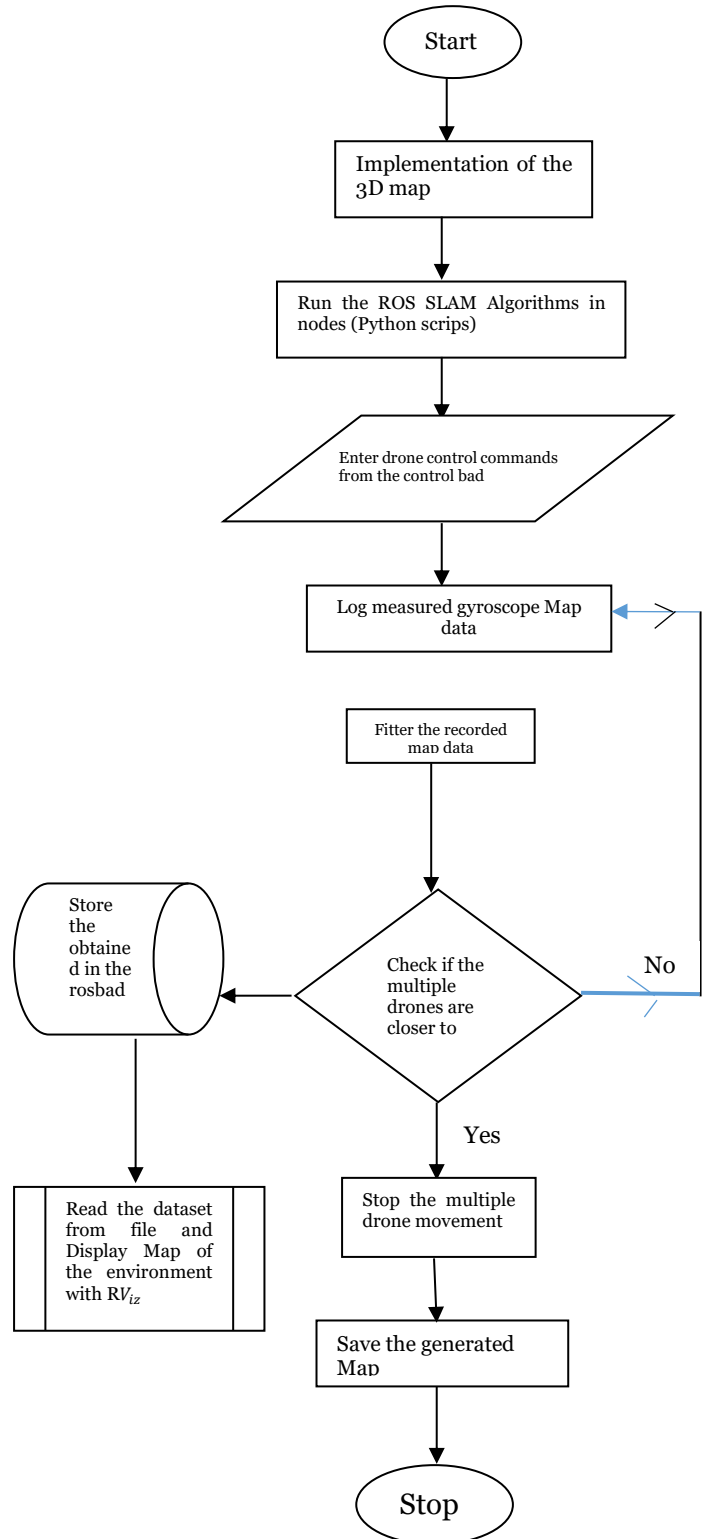 Start
Implementation of the
3D map
Run the ROS SLAM Algorithms in
nodes (Python scrips)
Enter drone control commands
from the control bad
Log measured gyroscope Map
data
Fitter the recorded
map data
Store
the
obtaine
d in the
rosbad
Check if the
multiple
drones are
closer to
No
Yes
Read the dataset
from file and
Display Map of
the environment
with RViz
Stop the multiple
drone movement
Save the generated
Map
Stop